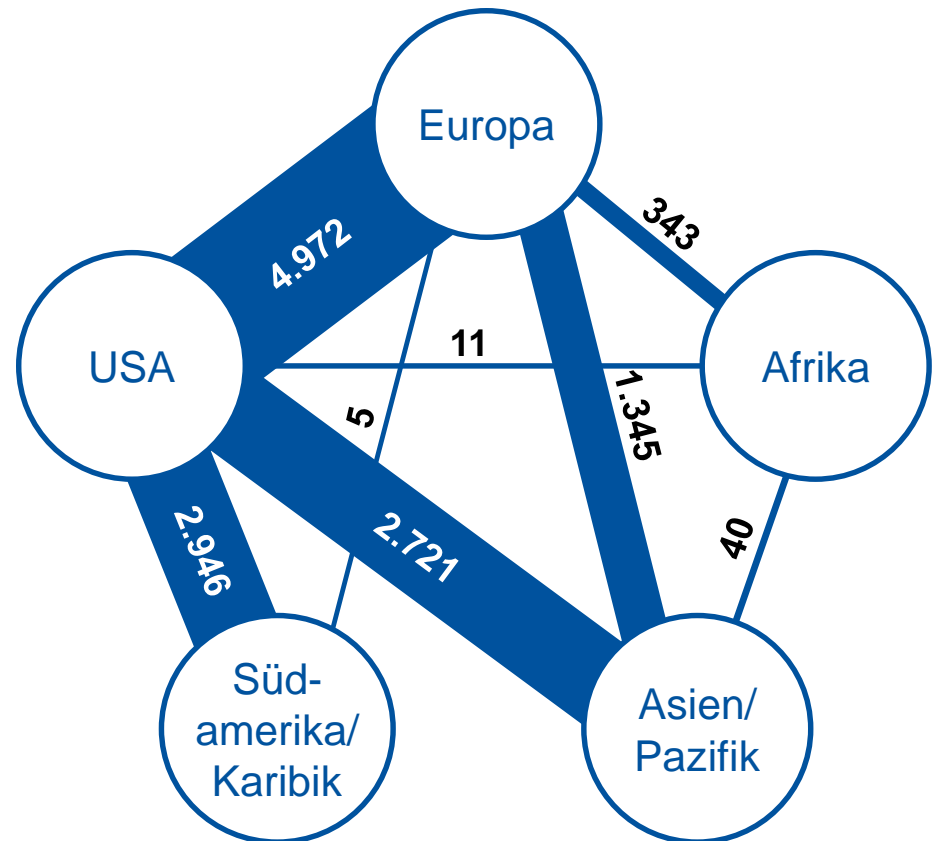 Europa
343
4.972
11
USA
Afrika
5
1.345
2.721
40
2.946
Süd-
amerika/
Karibik
Asien/
Pazifik